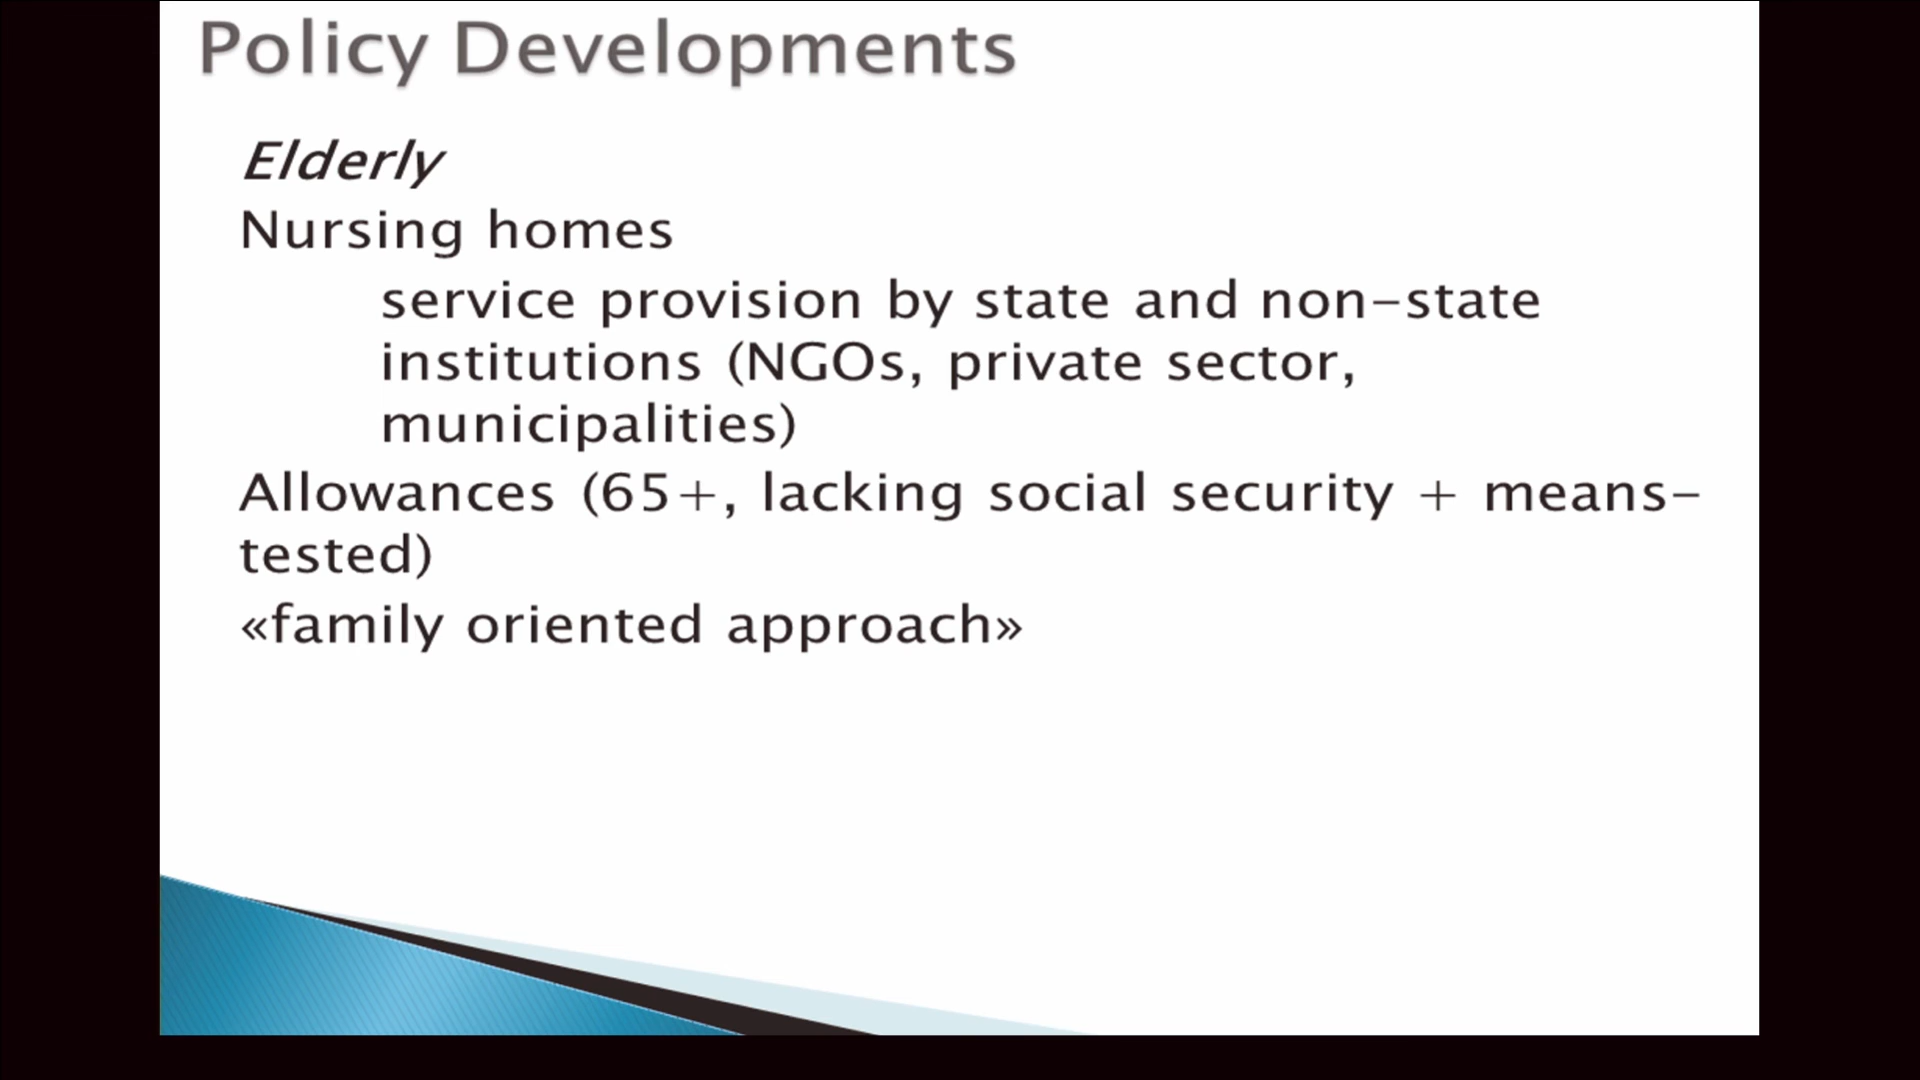 Policy Developments
Elderly
Nursing homes
service provision by state and non-state
institutions (NGOs, private sector,
municipalities)
Allowances (65+, lacking social security + means-
tested)
«family oriented approach»